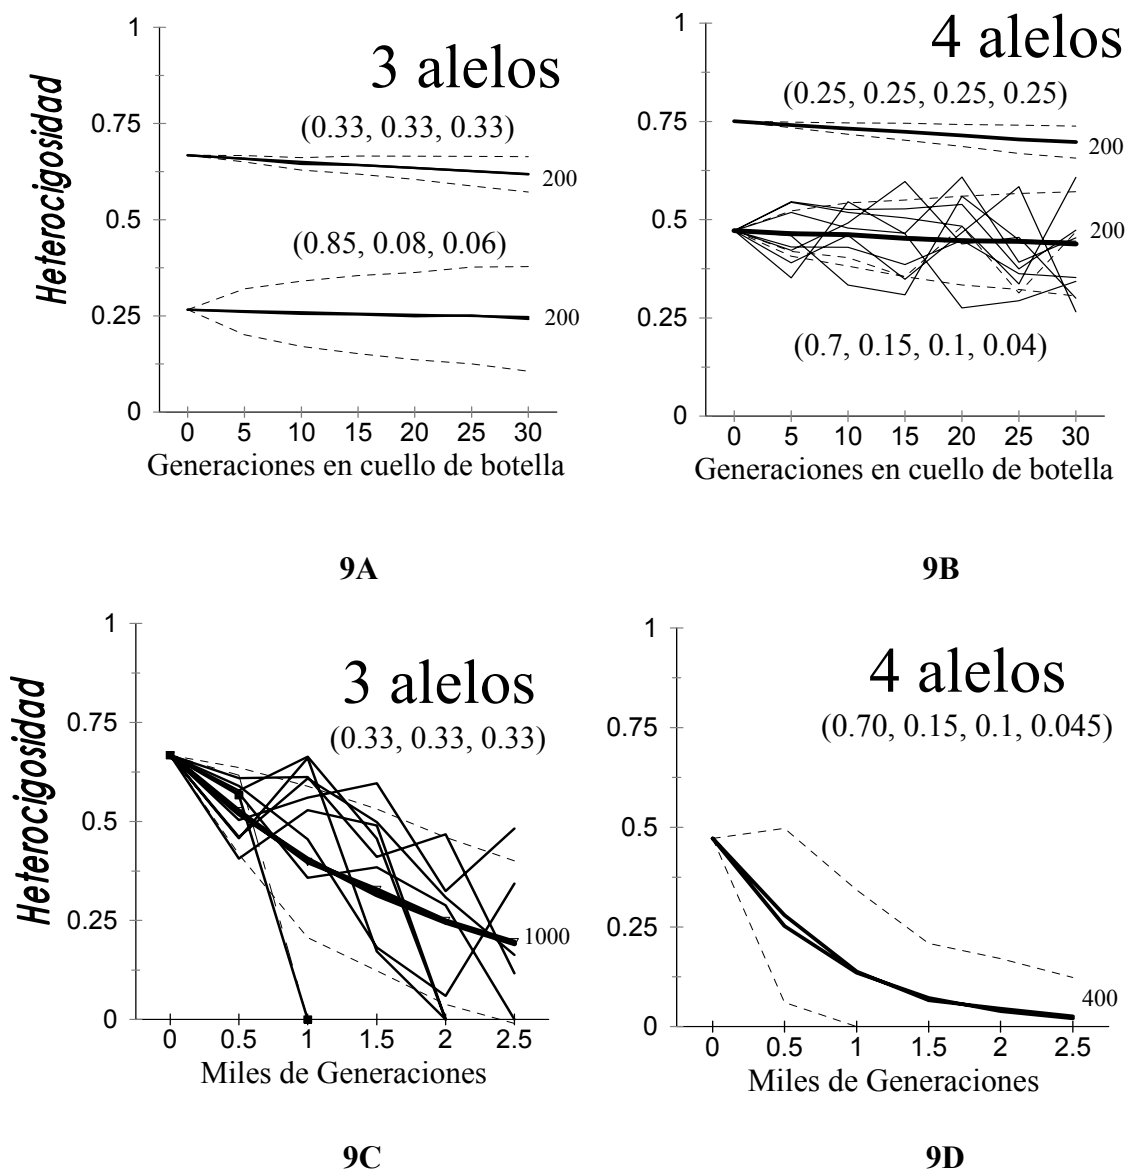 3 alelos
(0.33, 0.33, 0.33)
(0.85, 0.08, 0.06)
Heterocigosidad
1
0.75
0.5
0.25
0
200
200
0 5 10 15 20 25 30
Generaciones en cuello de botella
9A
4 alelos
(0.25, 0.25, 0.25, 0.25)
(0.7, 0.15, 0.1, 0.04)
1
0.75
0.5
0.25
0
200
200
0 5 10 15 20 25 30
Generaciones en cuello de botella
9B
3 alelos
(0.33, 0.33, 0.33)
Heterocigosidad
1
0.75
0.5
0.25
0
1000
0 0.5 1 1.5 2 2.5
Miles de Generaciones
9C
4 alelos
(0.70, 0.15, 0.1, 0.045)
1
0.75
0.5
0.25
0
400
0 0.5 1 1.5 2 2.5
Miles de Generaciones
9D